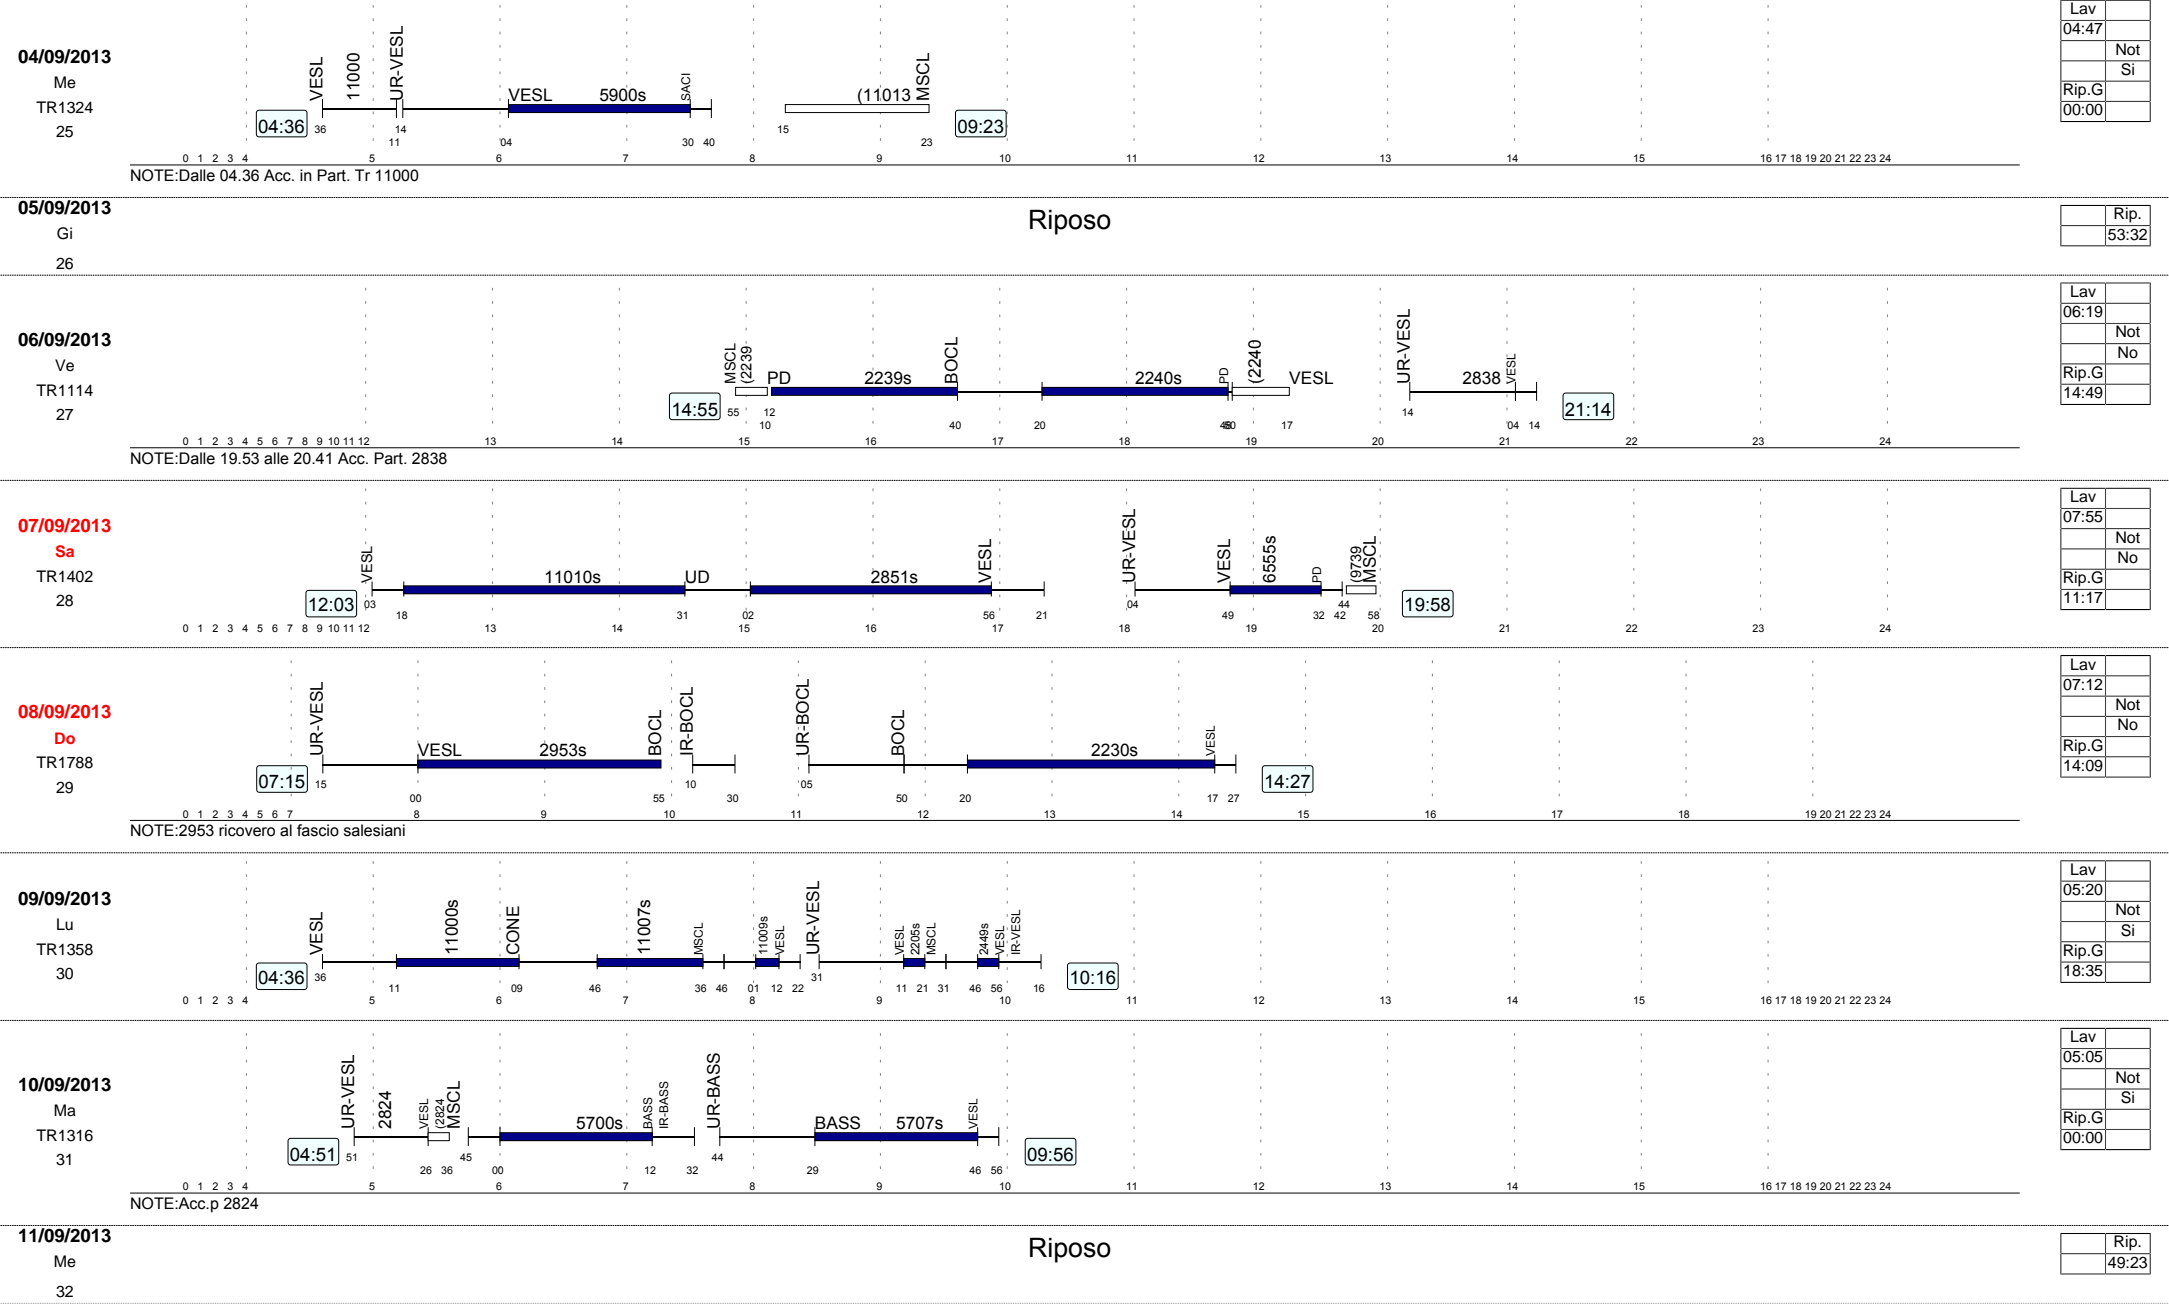 04/09/2013
Me
TR1324
25
04:36
VESL
11000
UR-VESL
VESL 5900s
SACI
(11013
MSCL
09:23
36 11 14 04 30 40 15 23
0 1 2 3 4 5 6 7 8 9 10 11 12 13 14 15 16 17 18 19 20 21 22 23 24
NOTE:Dalle 04.36 Acc. in Part. Tr 11000
Lav
04:47
Not
Si
Rip.G
00:00
05/09/2013
Gi
26
Riposo
Rip.
53:32
06/09/2013
Ve
TR1114
27
14:55
MSCL
(2239
PD 2239s
BOCL
2240s
PD
(2240
VESL
UR-VESL
2838
VESL
21:14
55 10 12 40 20 17 14 04 14
0 1 2 3 4 5 6 7 8 9 10 11 12 13 14 15 16 17 18 19 20 21 22 23 24
NOTE:Dalle 19.53 alle 20.41 Acc. Part. 2838
Lav
06:19
Not
No
Rip.G
14:49
07/09/2013
Sa
TR1402
28
12:03
VESL
11010s
UD
2851s
VESL
UR-VESL
VESL
6555s
PD
(9739
MSCL
19:58
03 18 31 02 56 21 04 49 32 42 44 58
0 1 2 3 4 5 6 7 8 9 10 11 12 13 14 15 16 17 18 19 20 21 22 23 24
Lav
07:55
Not
No
Rip.G
11:17
08/09/2013
Do
TR1788
29
07:15
UR-VESL
VESL 2953s
BOCL
IR-BOCL
UR-BOCL
BOCL
2230s
VESL
14:27
15 00 55 10 30 05 50 20 17 27
0 1 2 3 4 5 6 7 8 9 10 11 12 13 14 15 16 17 18 19 20 21 22 23 24
NOTE:2953 ricovero al fascio salesiani
Lav
07:12
Not
No
Rip.G
14:09
09/09/2013
Lu
TR1358
30
04:36
VESL
11000s
CONE
11007s
MSCL
11009s
VESL
UR-VESL
VESL
2205s
MSCL
2449s
VESL
IR-VESL
10:16
36 11 09 46 36 46 01 12 22 31 11 21 31 46 56 16
0 1 2 3 4 5 6 7 8 9 10 11 12 13 14 15 16 17 18 19 20 21 22 23 24
Lav
05:20
Not
Si
Rip.G
18:35
10/09/2013
Ma
TR1316
31
04:51
UR-VESL
2824
VESL
(2824
MSCL
5700s
BASS
IR-BASS
UR-BASS
BASS 5707s
VESL
09:56
51 26 36 45 00 12 32 44 29 46 56
0 1 2 3 4 5 6 7 8 9 10 11 12 13 14 15 16 17 18 19 20 21 22 23 24
NOTE:Acc.p 2824
Lav
05:05
Not
Si
Rip.G
00:00
11/09/2013
Me
32
Riposo
Rip.
49:23